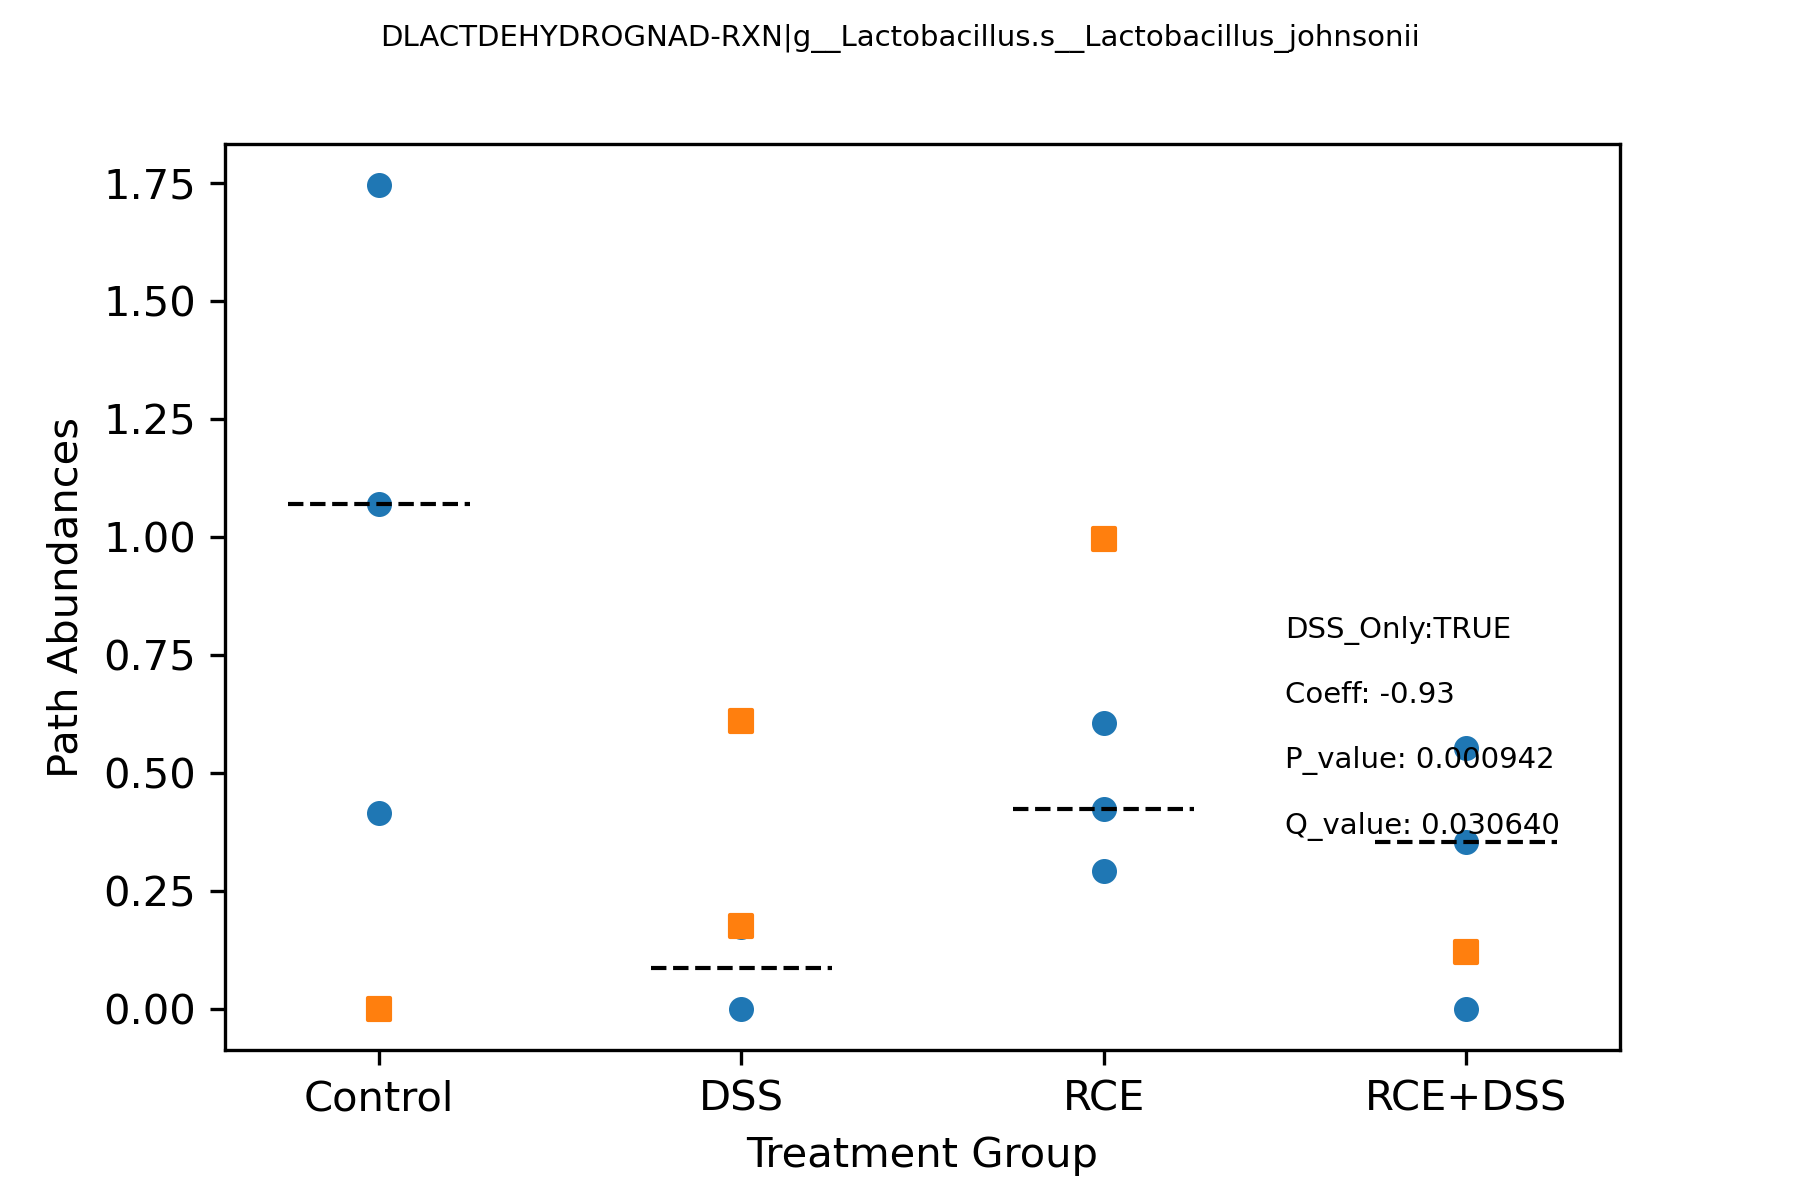 DLACTDEHYDROGNAD-RXN|g__Lactobacillus.s__Lactobacillus_johnsonii
1.75
1.50
1.25
1.00
0.75
0.50
0.25
0.00
Path Abundances
DSS_Only:TRUE
Coeff: -0.93
P_value: 0.000942
Q_value: 0.030640
Control DSS RCE RCE+DSS
Treatment Group